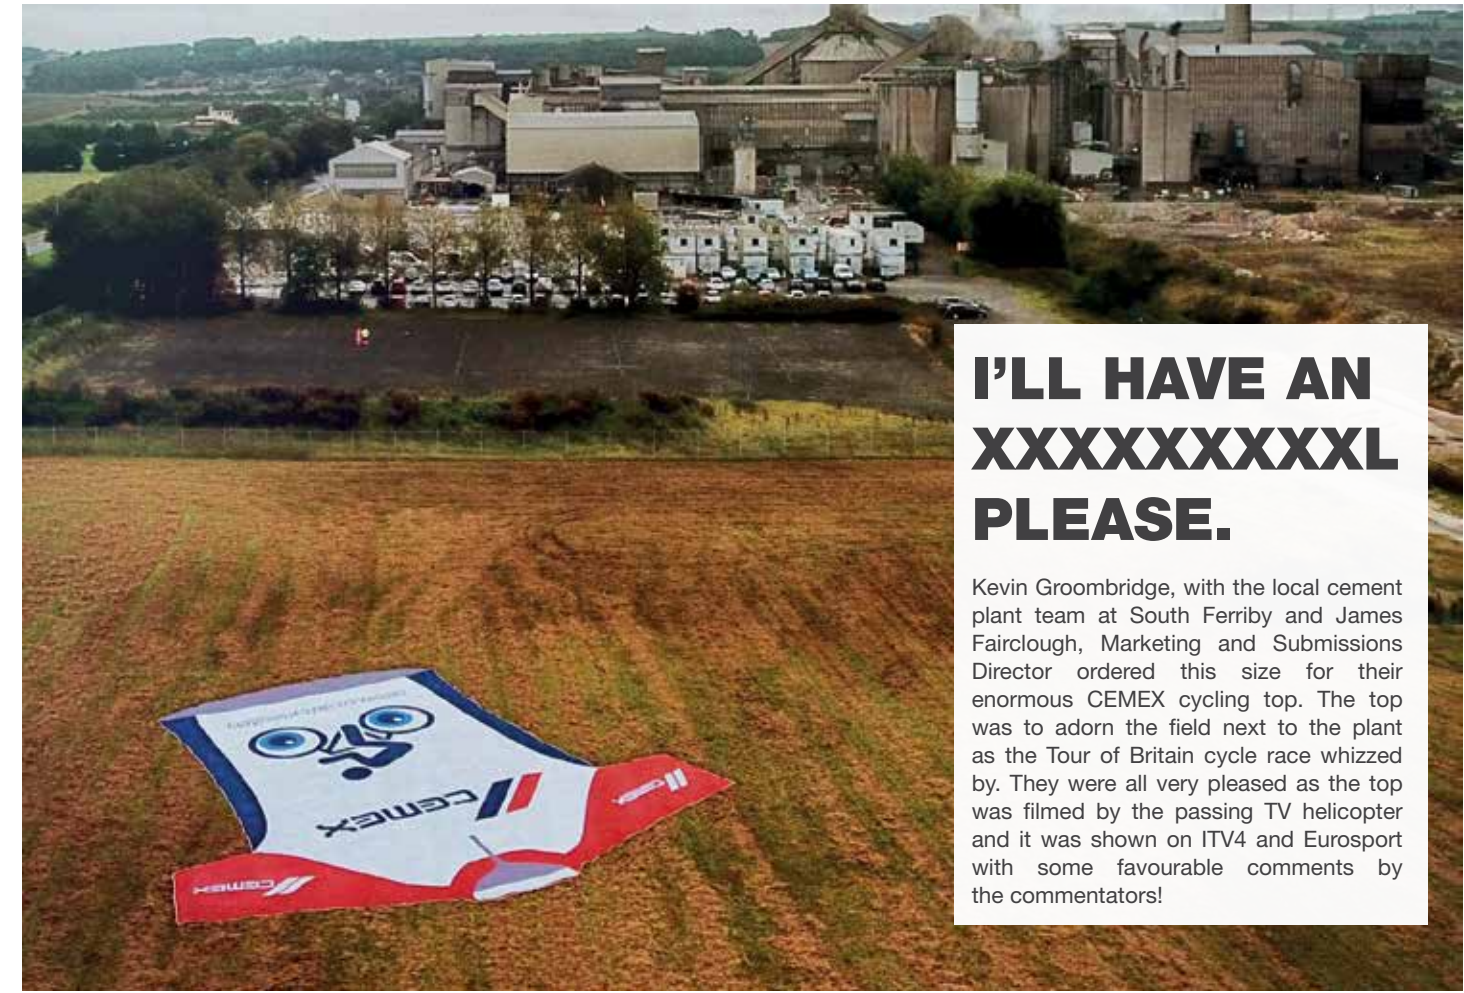 I'LL HAVE AN
XXXXXXXXXL
PLEASE.
Kevin Groombridge, with the local cement
plant team at South Ferriby and James
Fairclough, Marketing and Submissions
Director ordered this size for their
enormous CEMEX cycling top. The top
was to adorn the field next to the plant
as the Tour of Britain cycle race whizzed
by. They were all very pleased as the top
was filmed by the passing TV helicopter
and it was shown on ITV4 and Eurosport
with some favourable comments by
the commentators!
CEMEX
CEMEX
CEMEX